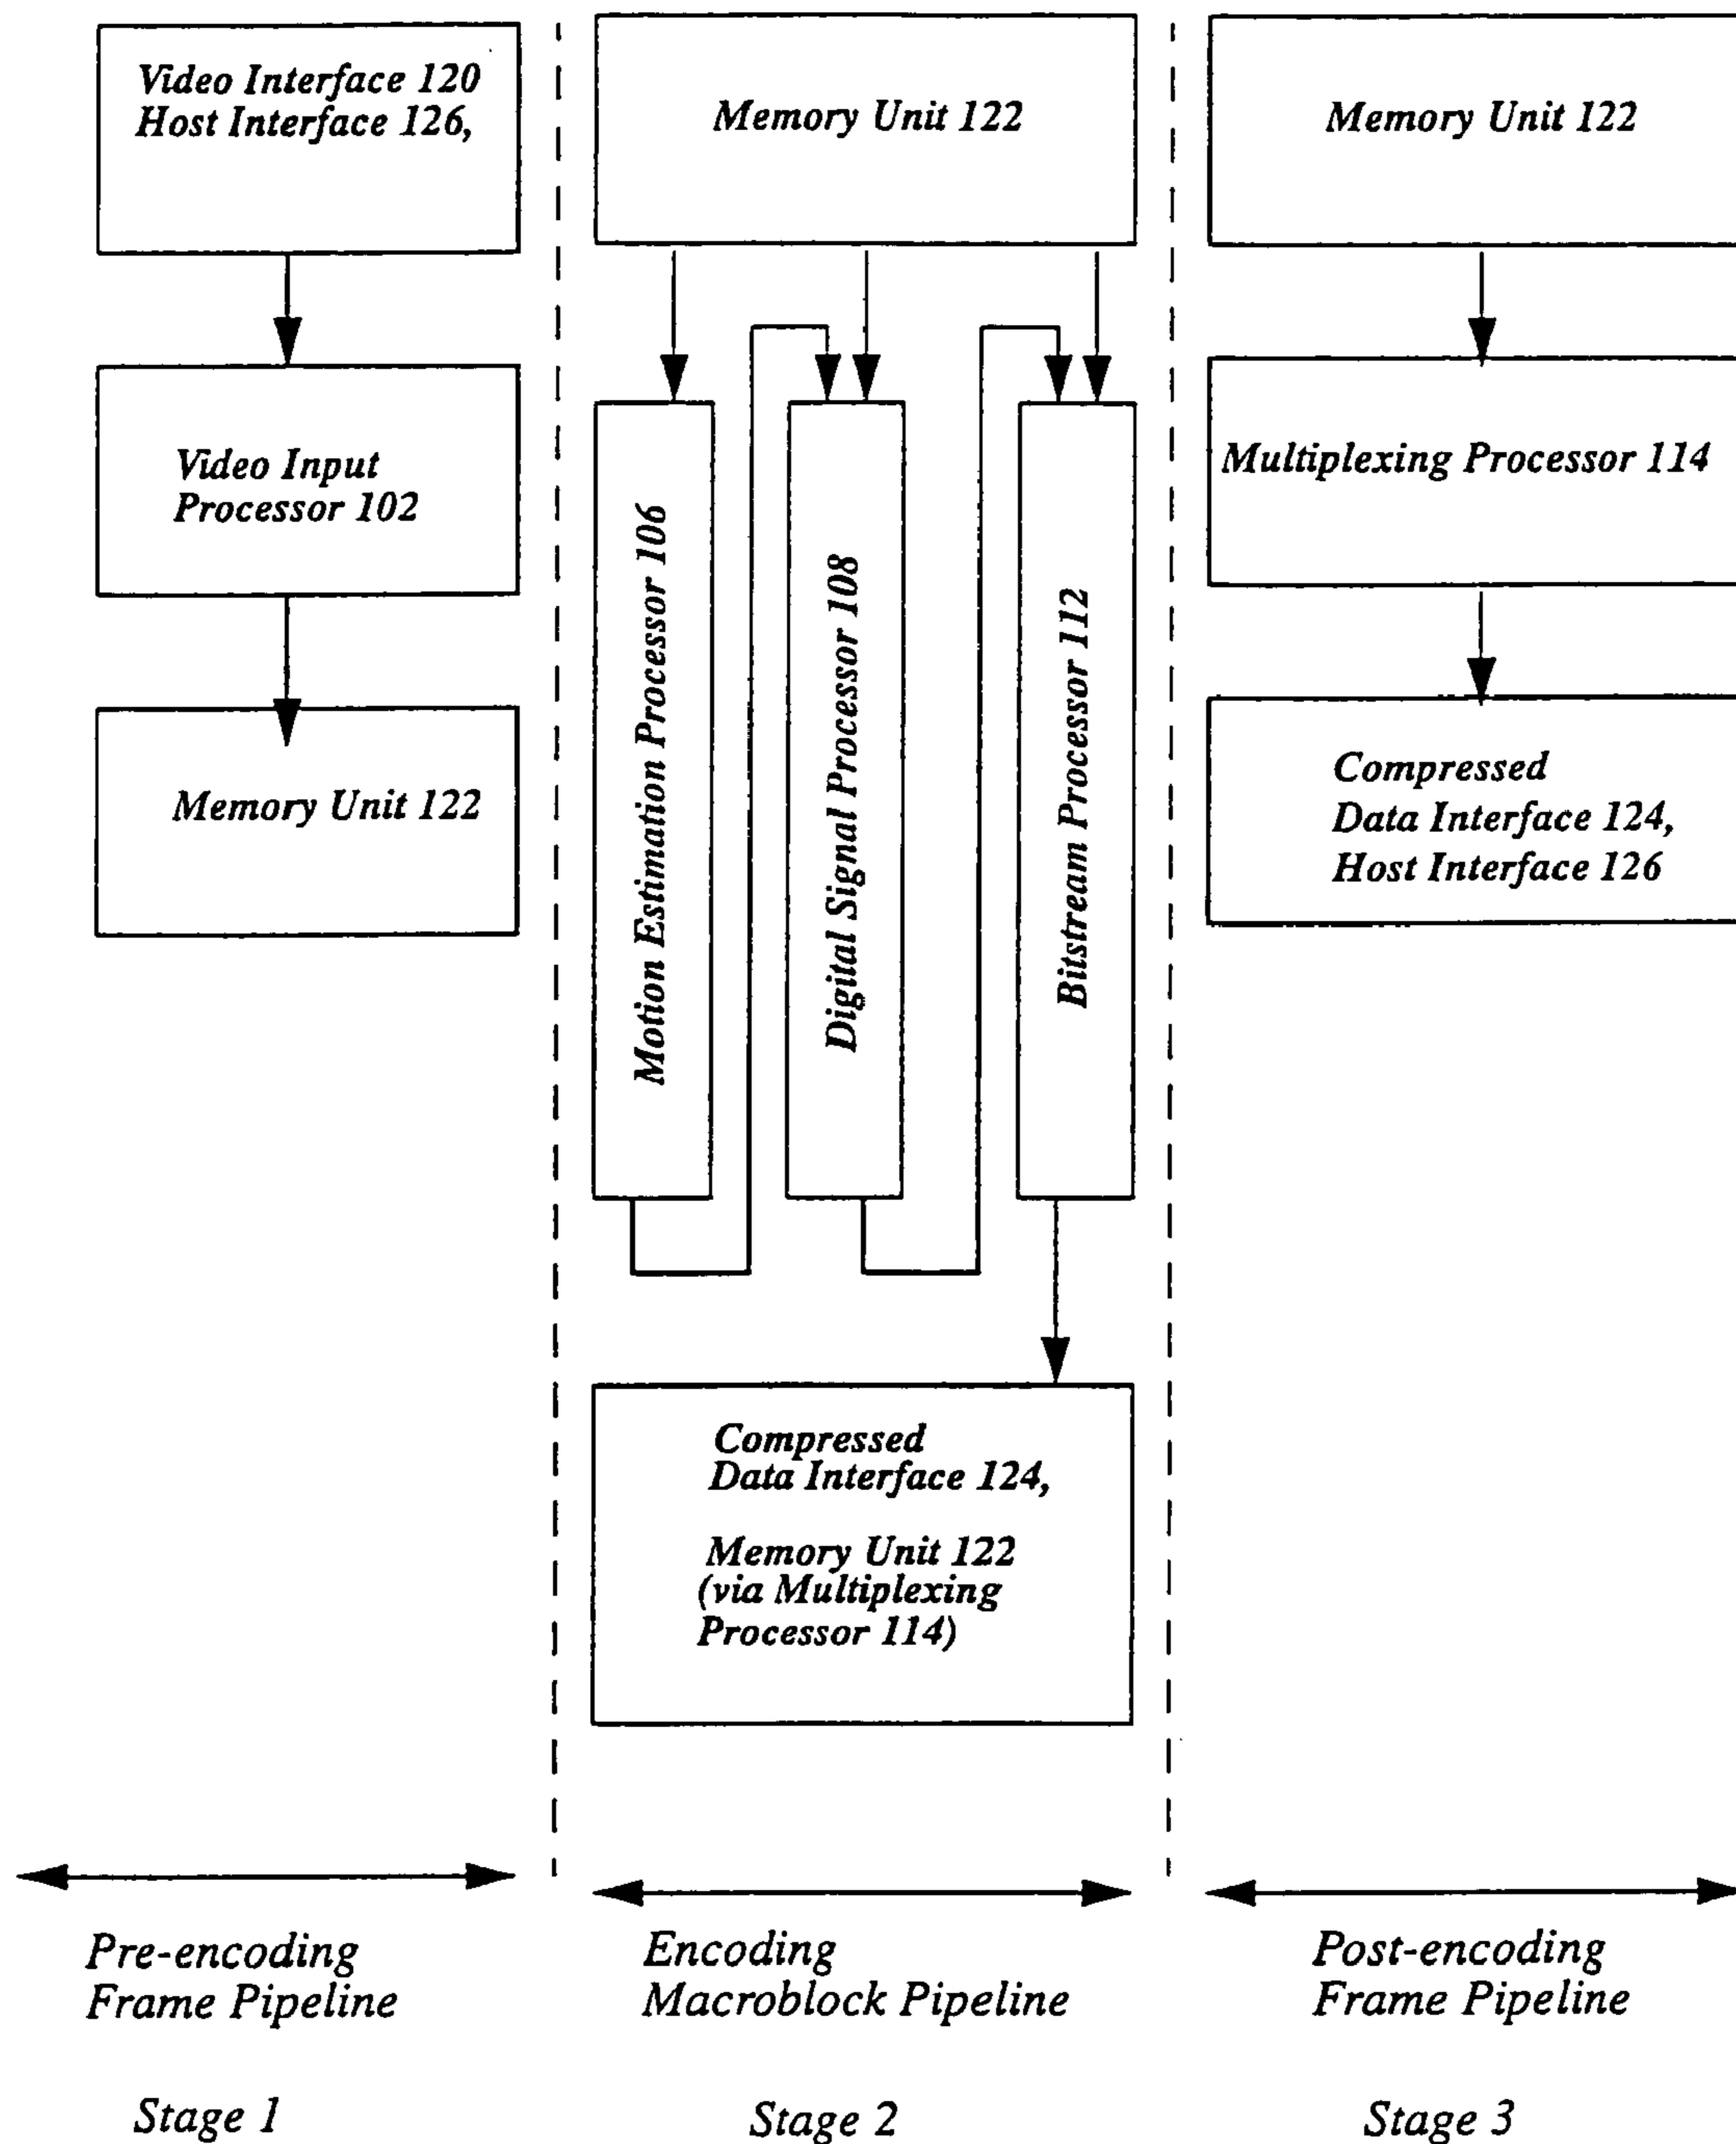 Video Interface 120
Host Interface 126,
Video Input
Processor 102
Memory Unit 122
Memory Unit 122
Motion Estimation Processor 106
Digital Signal Processor 108
Bitstream Processor 112
Compressed
Data Interface 124,
Memory Unit 122
(via Multiplexing
Processor 114)
Memory Unit 122
Multiplexing Processor 114
Compressed
Data Interface 124,
Host Interface 126
Pre-encoding
Frame Pipeline
Stage 1
Encoding
Macroblock Pipeline
Stage 2
Post-encoding
Frame Pipeline
Stage 3